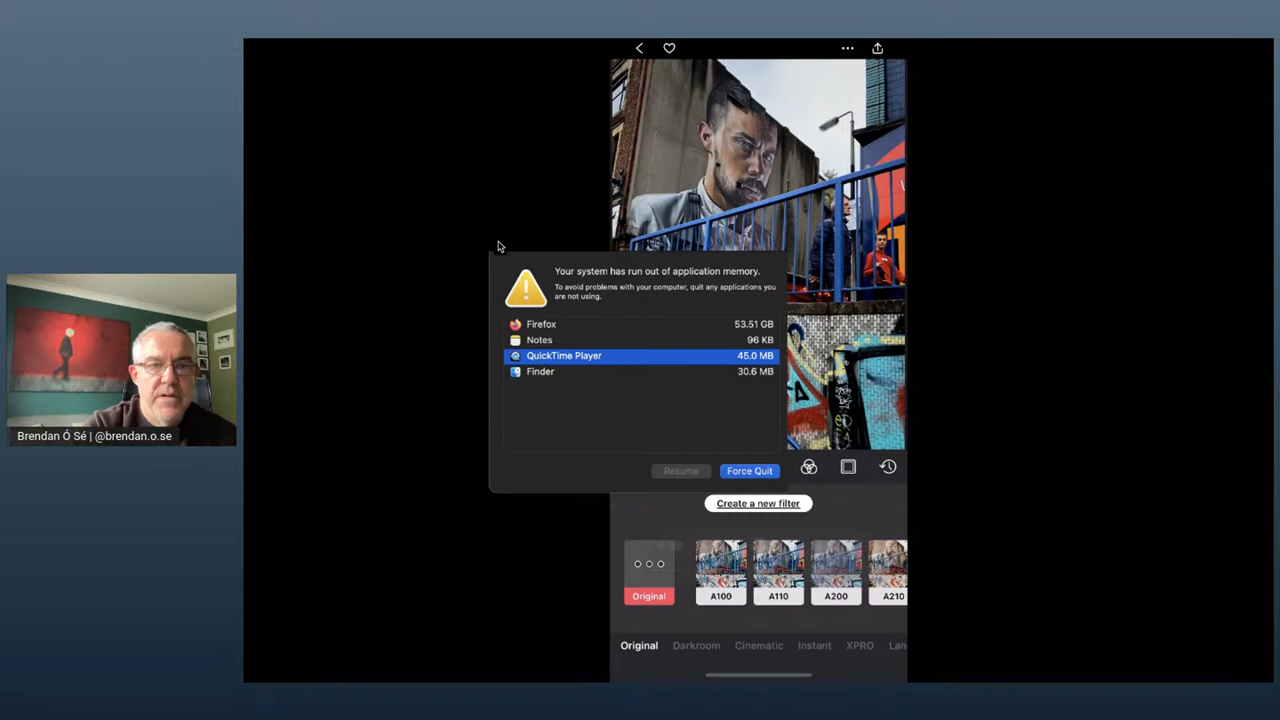 Your system has run out of application memory.
To avoid problems with your computer, quit any applications you
are not using.
Firefox 53.51 GB
Notes 96 KB
QuickTime Player 45.0 MB
Finder 30.6 MB
Resume Force Quit
Create a new filter
Original A100 A110 A200 A210
Original Darkroom Cinematic Instant XPRO Lan
Brendan Ó Sé | @brendan.o.se